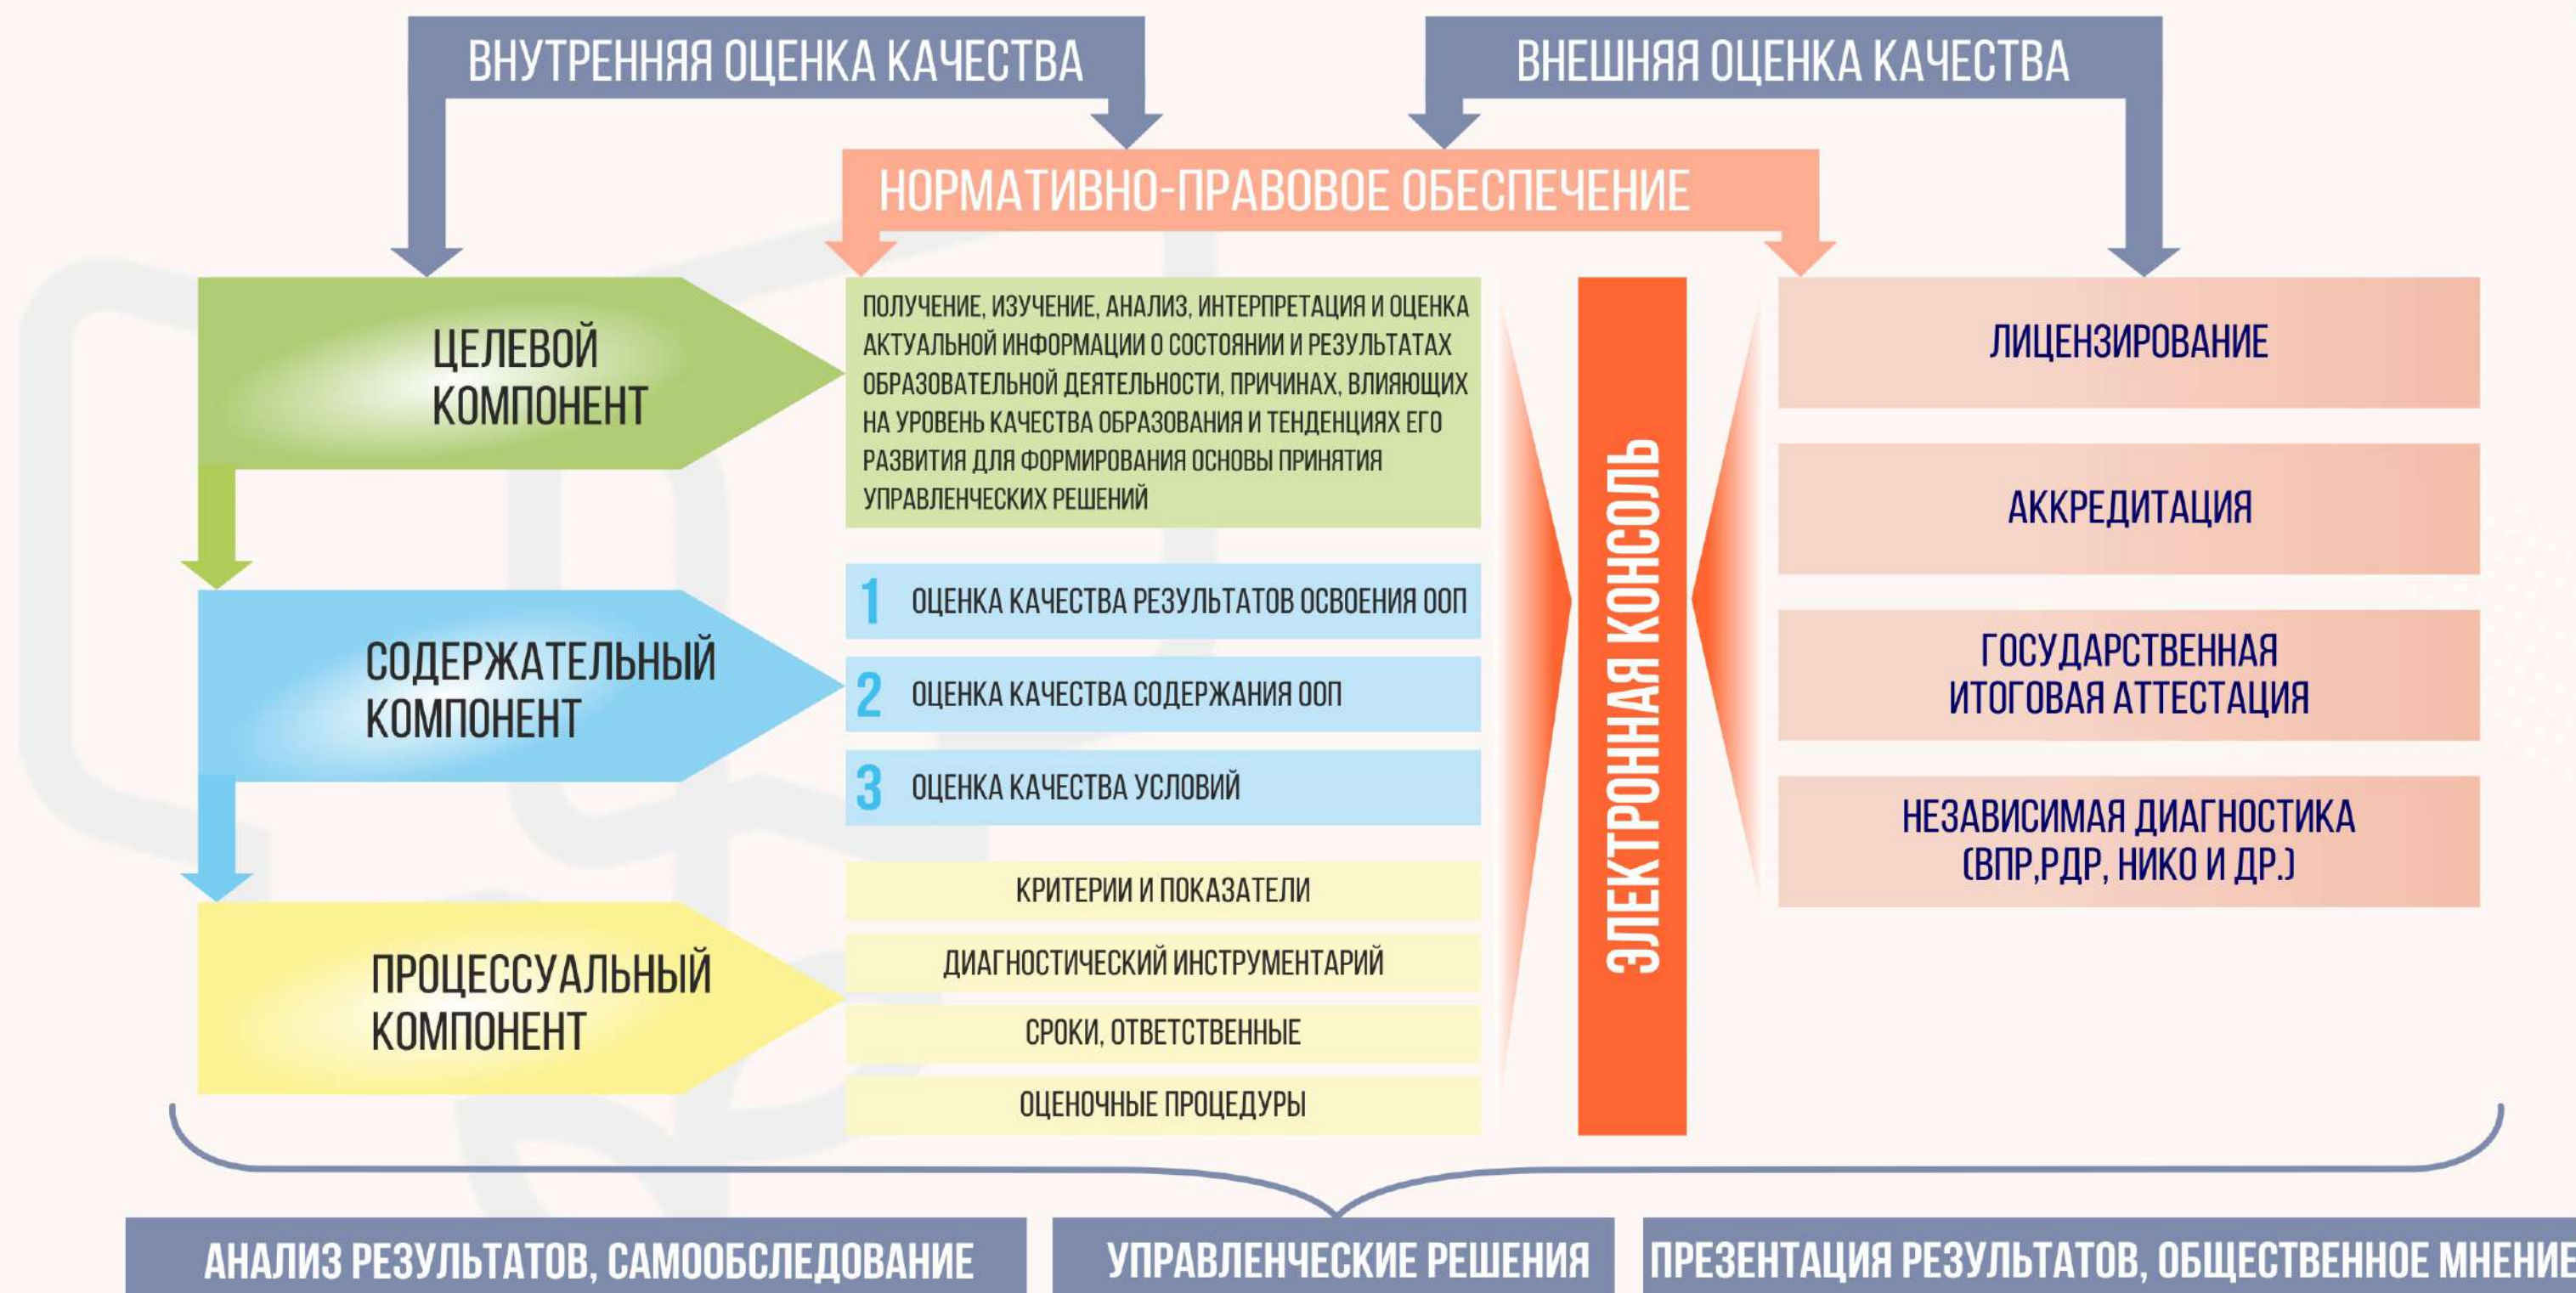 ВНУТРЕННЯЯ ОЦЕНКА КАЧЕСТВА
ВНЕШНЯЯ ОЦЕНКА КАЧЕСТВА
НОРМАТИВНО-ПРАВОВОЕ ОБЕСПЕЧЕНИЕ
ЦЕЛЕВОЙ
КОМПОНЕНТ
ПОЛУЧЕНИЕ, ИЗУЧЕНИЕ, АНАЛИЗ, ИНТЕРПРЕТАЦИЯ И ОЦЕНКА
АКТУАЛЬНОЙ ИНФОРМАЦИИ О СОСТОЯНИИ И РЕЗУЛЬТАТАХ
ОБРАЗОВАТЕЛЬНОЙ ДЕЯТЕЛЬНОСТИ, ПРИЧИНАХ, ВЛИЯЮЩИХ
НА УРОВЕНЬ КАЧЕСТВА ОБРАЗОВАНИЯ И ТЕНДЕНЦИЯХ ЕГО
РАЗВИТИЯ ДЛЯ ФОРМИРОВАНИЯ ОСНОВЫ ПРИНЯТИЯ
УПРАВЛЕНЧЕСКИХ РЕШЕНИЙ
СОДЕРЖАТЕЛЬНЫЙ
КОМПОНЕНТ
1 ОЦЕНКА КАЧЕСТВА РЕЗУЛЬТАТОВ ОСВОЕНИЯ ООП
2 ОЦЕНКА КАЧЕСТВА СОДЕРЖАНИЯ ООП
3 ОЦЕНКА КАЧЕСТВА УСЛОВИЙ
ПРОЦЕССУАЛЬНЫЙ
КОМПОНЕНТ
КРИТЕРИИ И ПОКАЗАТЕЛИ
ДИАГНОСТИЧЕСКИЙ ИНСТРУМЕНТАРИЙ
СРОКИ, ОТВЕТСТВЕННЫЕ
ОЦЕНОЧНЫЕ ПРОЦЕДУРЫ
ЭЛЕКТРОННАЯ КОНСОЛЬ
ЛИЦЕНЗИРОВАНИЕ
АККРЕДИТАЦИЯ
ГОСУДАРСТВЕННАЯ
ИТОГОВАЯ АТТЕСТАЦИЯ
НЕЗАВИСИМАЯ ДИАГНОСТИКА
(ВПР,РДР, НИКО И ДР.)
АНАЛИЗ РЕЗУЛЬТАТОВ, САМООБСЛЕДОВАНИЕ
УПРАВЛЕНЧЕСКИЕ РЕШЕНИЯ
ПРЕЗЕНТАЦИЯ РЕЗУЛЬТАТОВ, ОБЩЕСТВЕННОЕ МНЕНИЕ